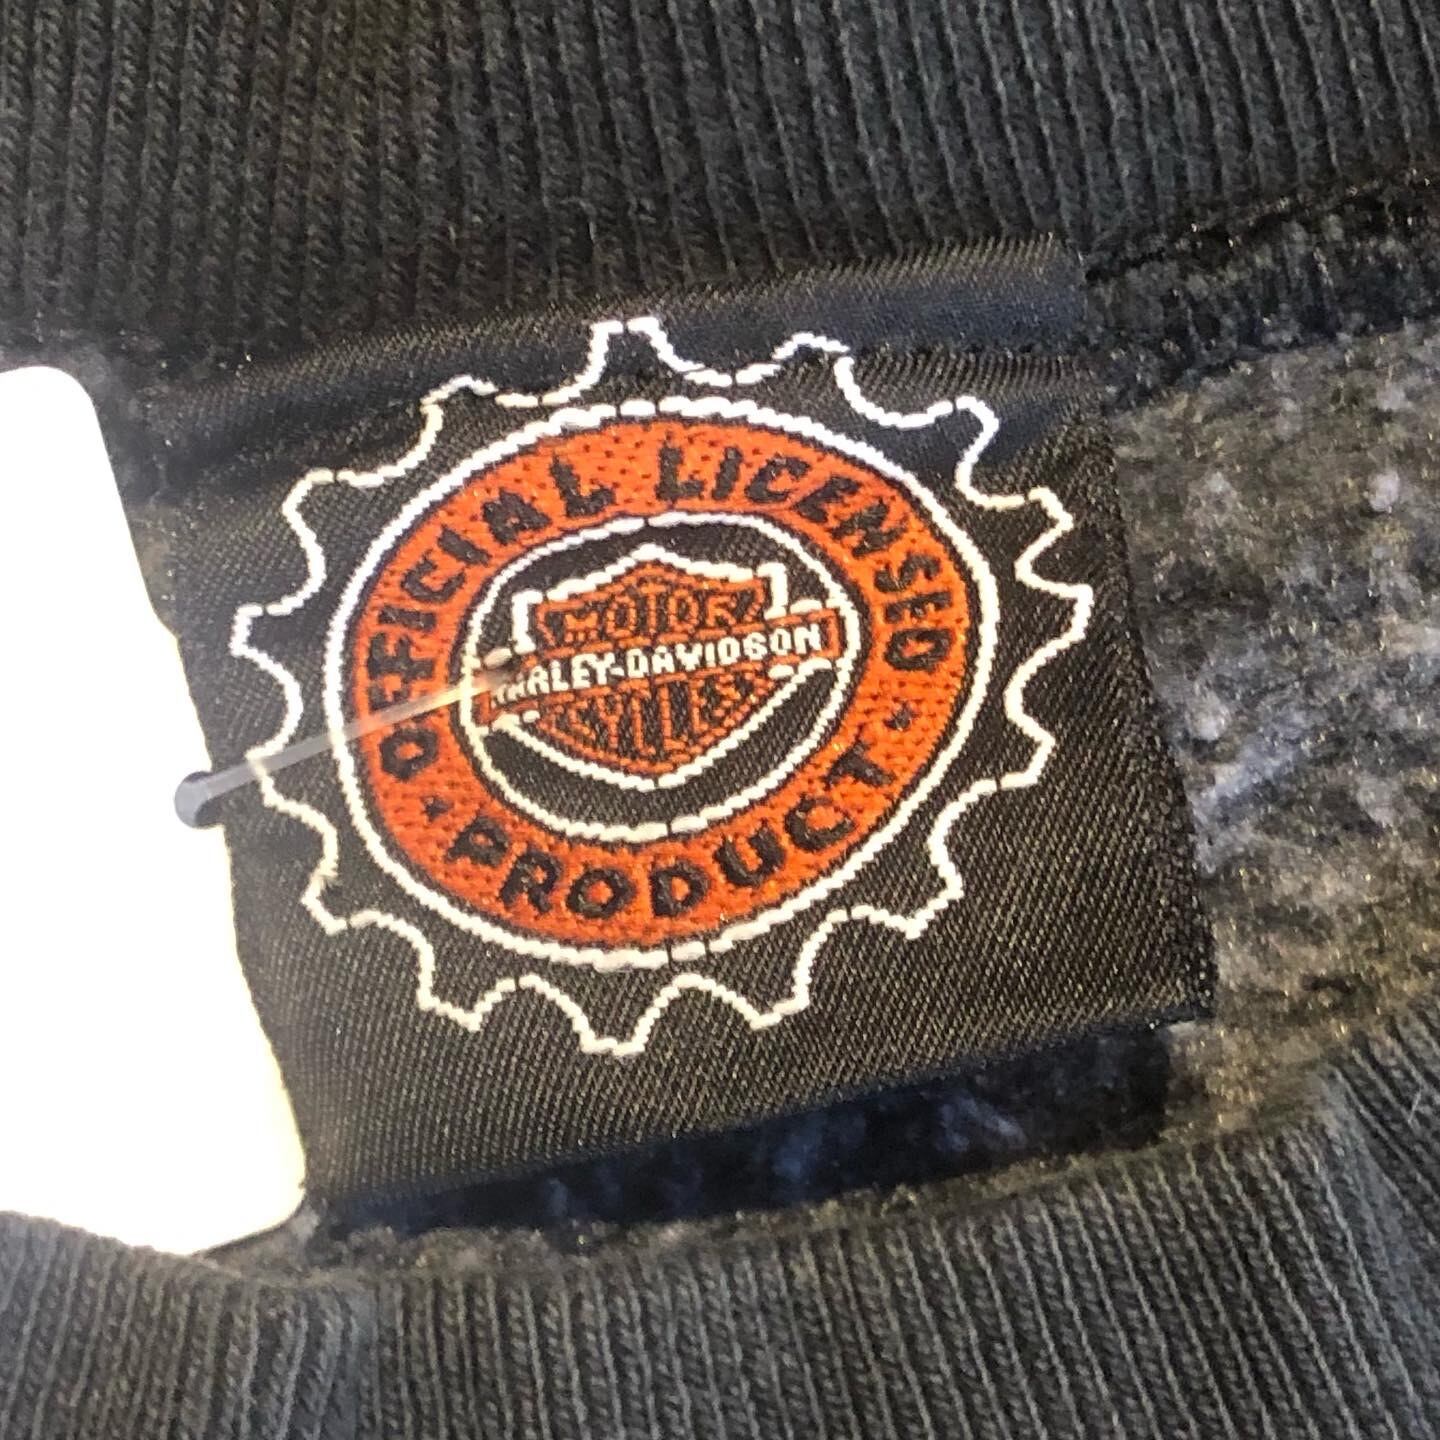 OFFICIAL LICENSED
MOTOR
HARLEY-DAVIDSON
CYCLES
• PRODUCT •